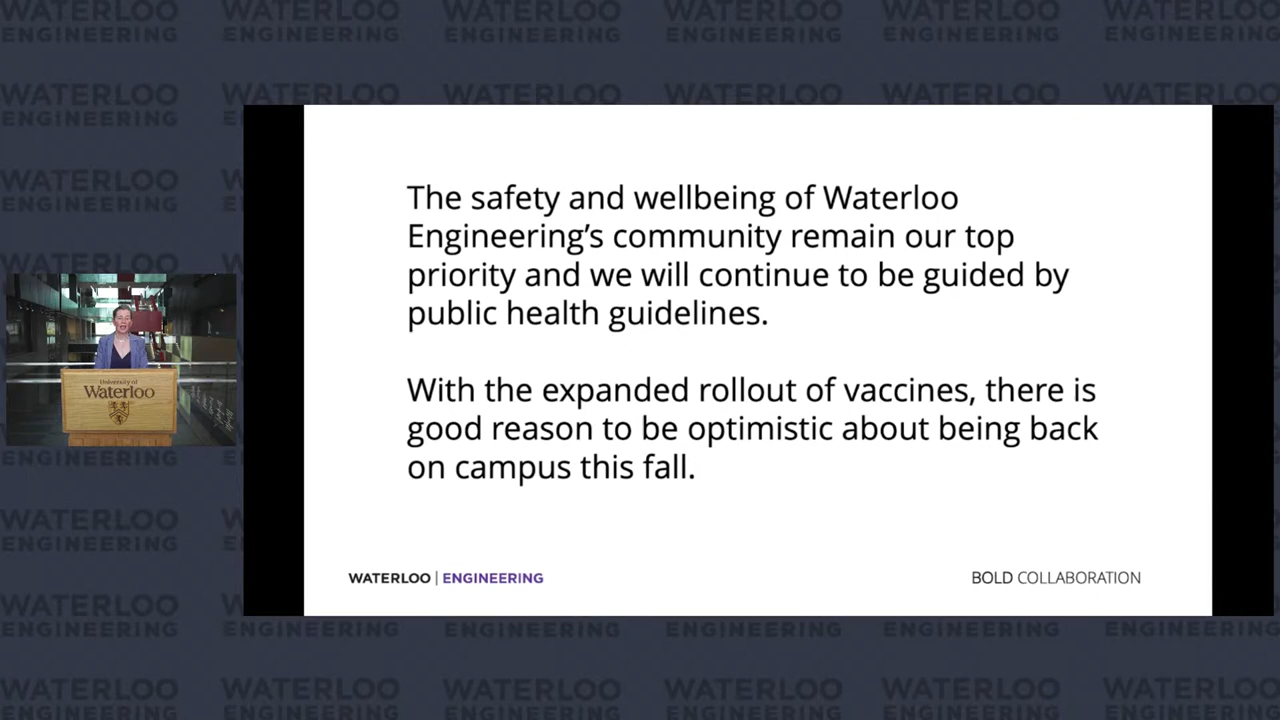 The safety and wellbeing of Waterloo
Engineering’s community remain our top
priority and we will continue to be guided by
public health guidelines.
With the expanded rollout of vaccines, there is
good reason to be optimistic about being back
on campus this fall.
WATERLOO | ENGINEERING
BOLD COLLABORATION
University of
Waterloo
WATERLOO ENGINEERING